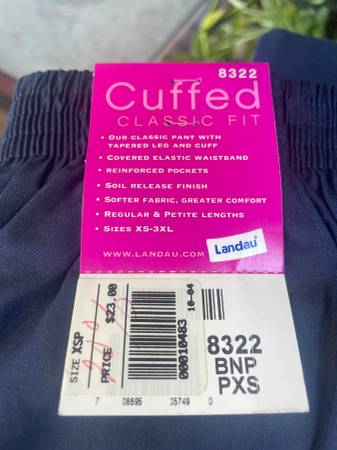 8322
Cuffed
CLASSIC FIT
• OUR CLASSIC PANT WITH
TAPERED LEG AND CUFF
• COVERED ELASTIC WAISTBAND
• REINFORCED POCKETS
• SOIL RELEASE FINISH
• SOFTER FABRIC, GREATER COMFORT
• REGULAR & PETITE LENGTHS
• SIZES XS-3XL
WWW.LANDAU.COM
Landau
SIZE XSP
PRICE $23.00
00010483
10-04
8322
BNP
PXS
7 08695 05749 0